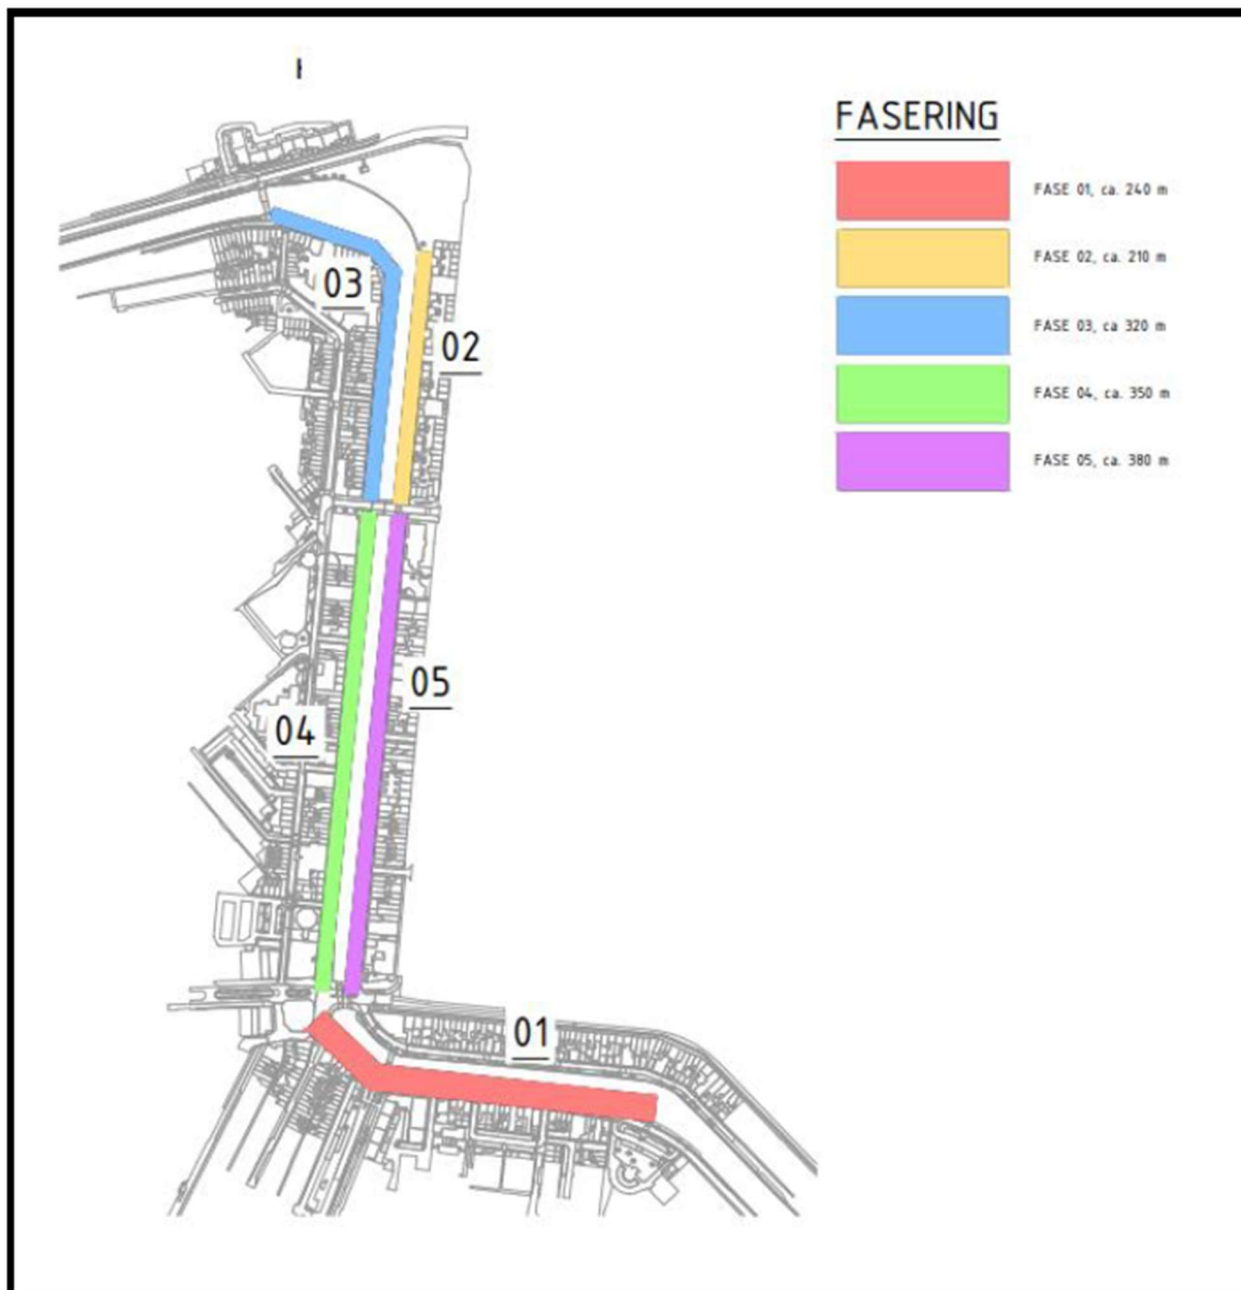 FASERING
FASE 01, ca. 240 m
FASE 02, ca. 210 m
FASE 03, ca 320 m
FASE 04, ca. 350 m
FASE 05, ca. 380 m
03
02
05
04
01